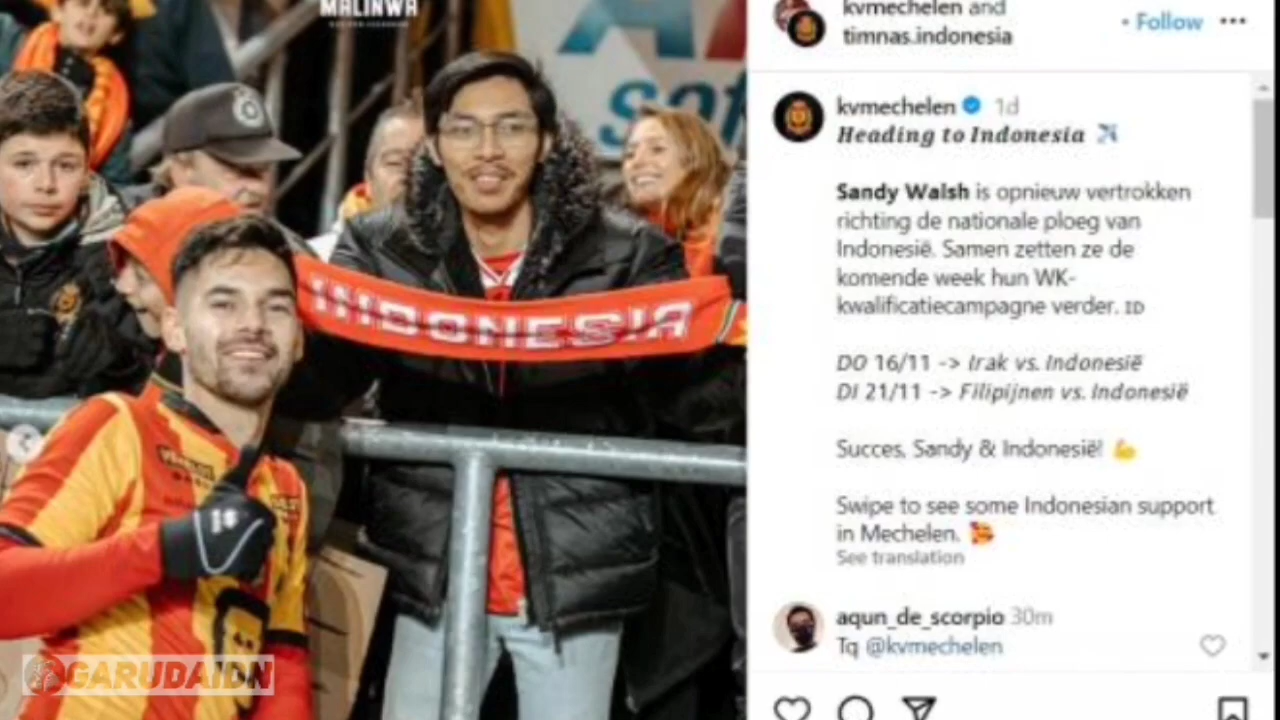 MALINWA
INDONESIA
GARUDAIDN
kvmechelen and
timnas.indonesia
• Follow
kvmechelen 1d
Heading to Indonesia
Sandy Walsh is opnieuw vertrokken
richting de nationale ploeg van
Indonesië. Samen zetten ze de
komende week hun WK-
kwalificatiecampagne verder. ID
DO 16/11 -> Irak vs. Indonesië
DI 21/11 -> Filipijnen vs. Indonesië
Succes, Sandy & Indonesië!
Swipe to see some Indonesian support
in Mechelen.
See translation
aqun_de_scorpio 30m
Tq @kvmechelen